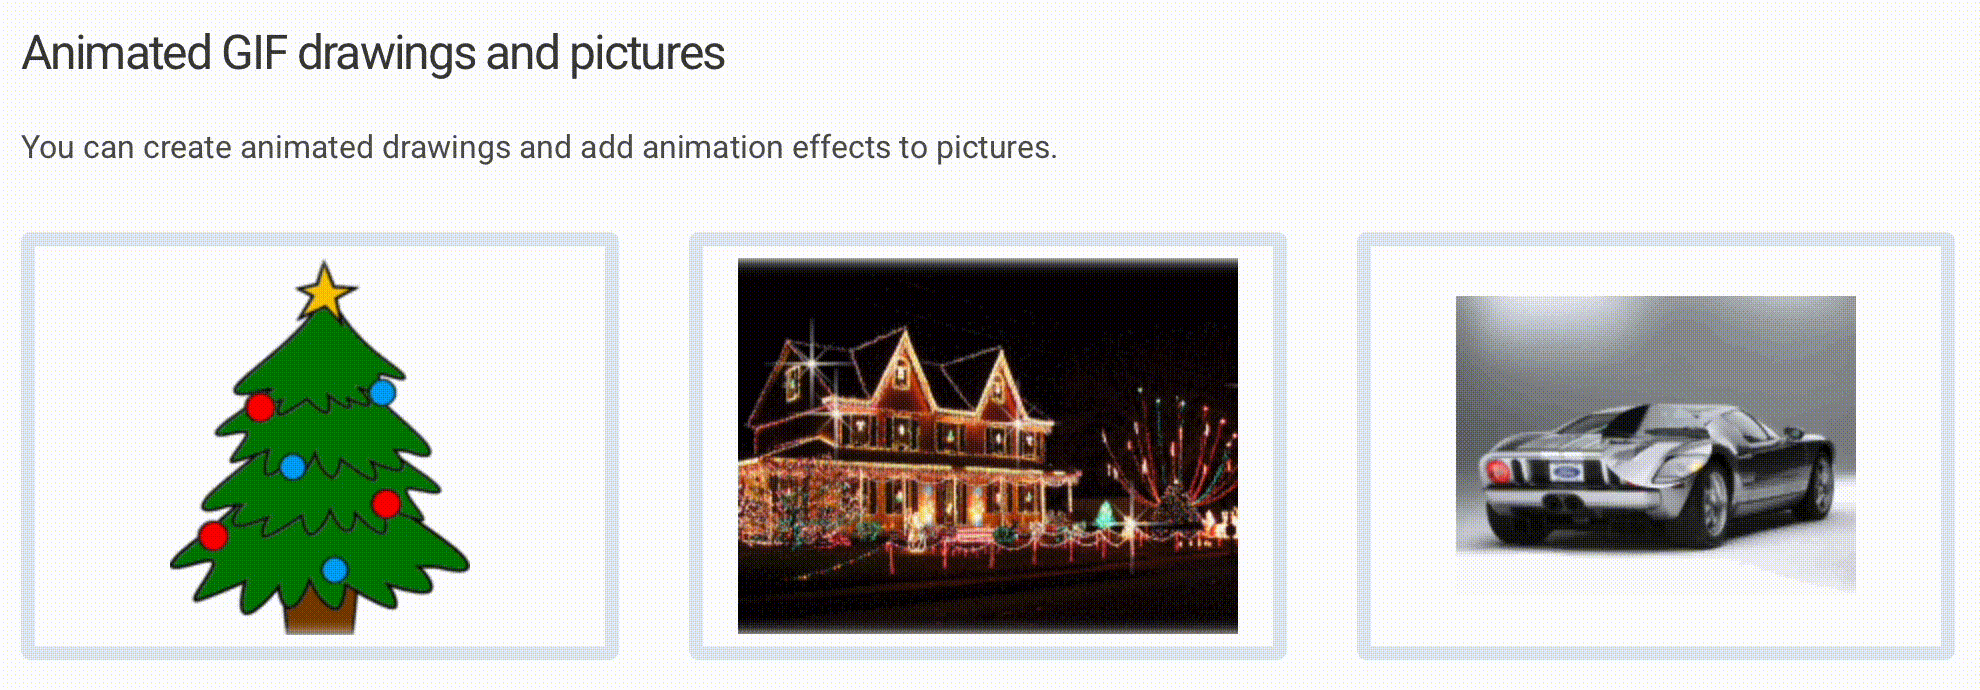 Animated GIF drawings and pictures
You can create animated drawings and add animation effects to pictures.